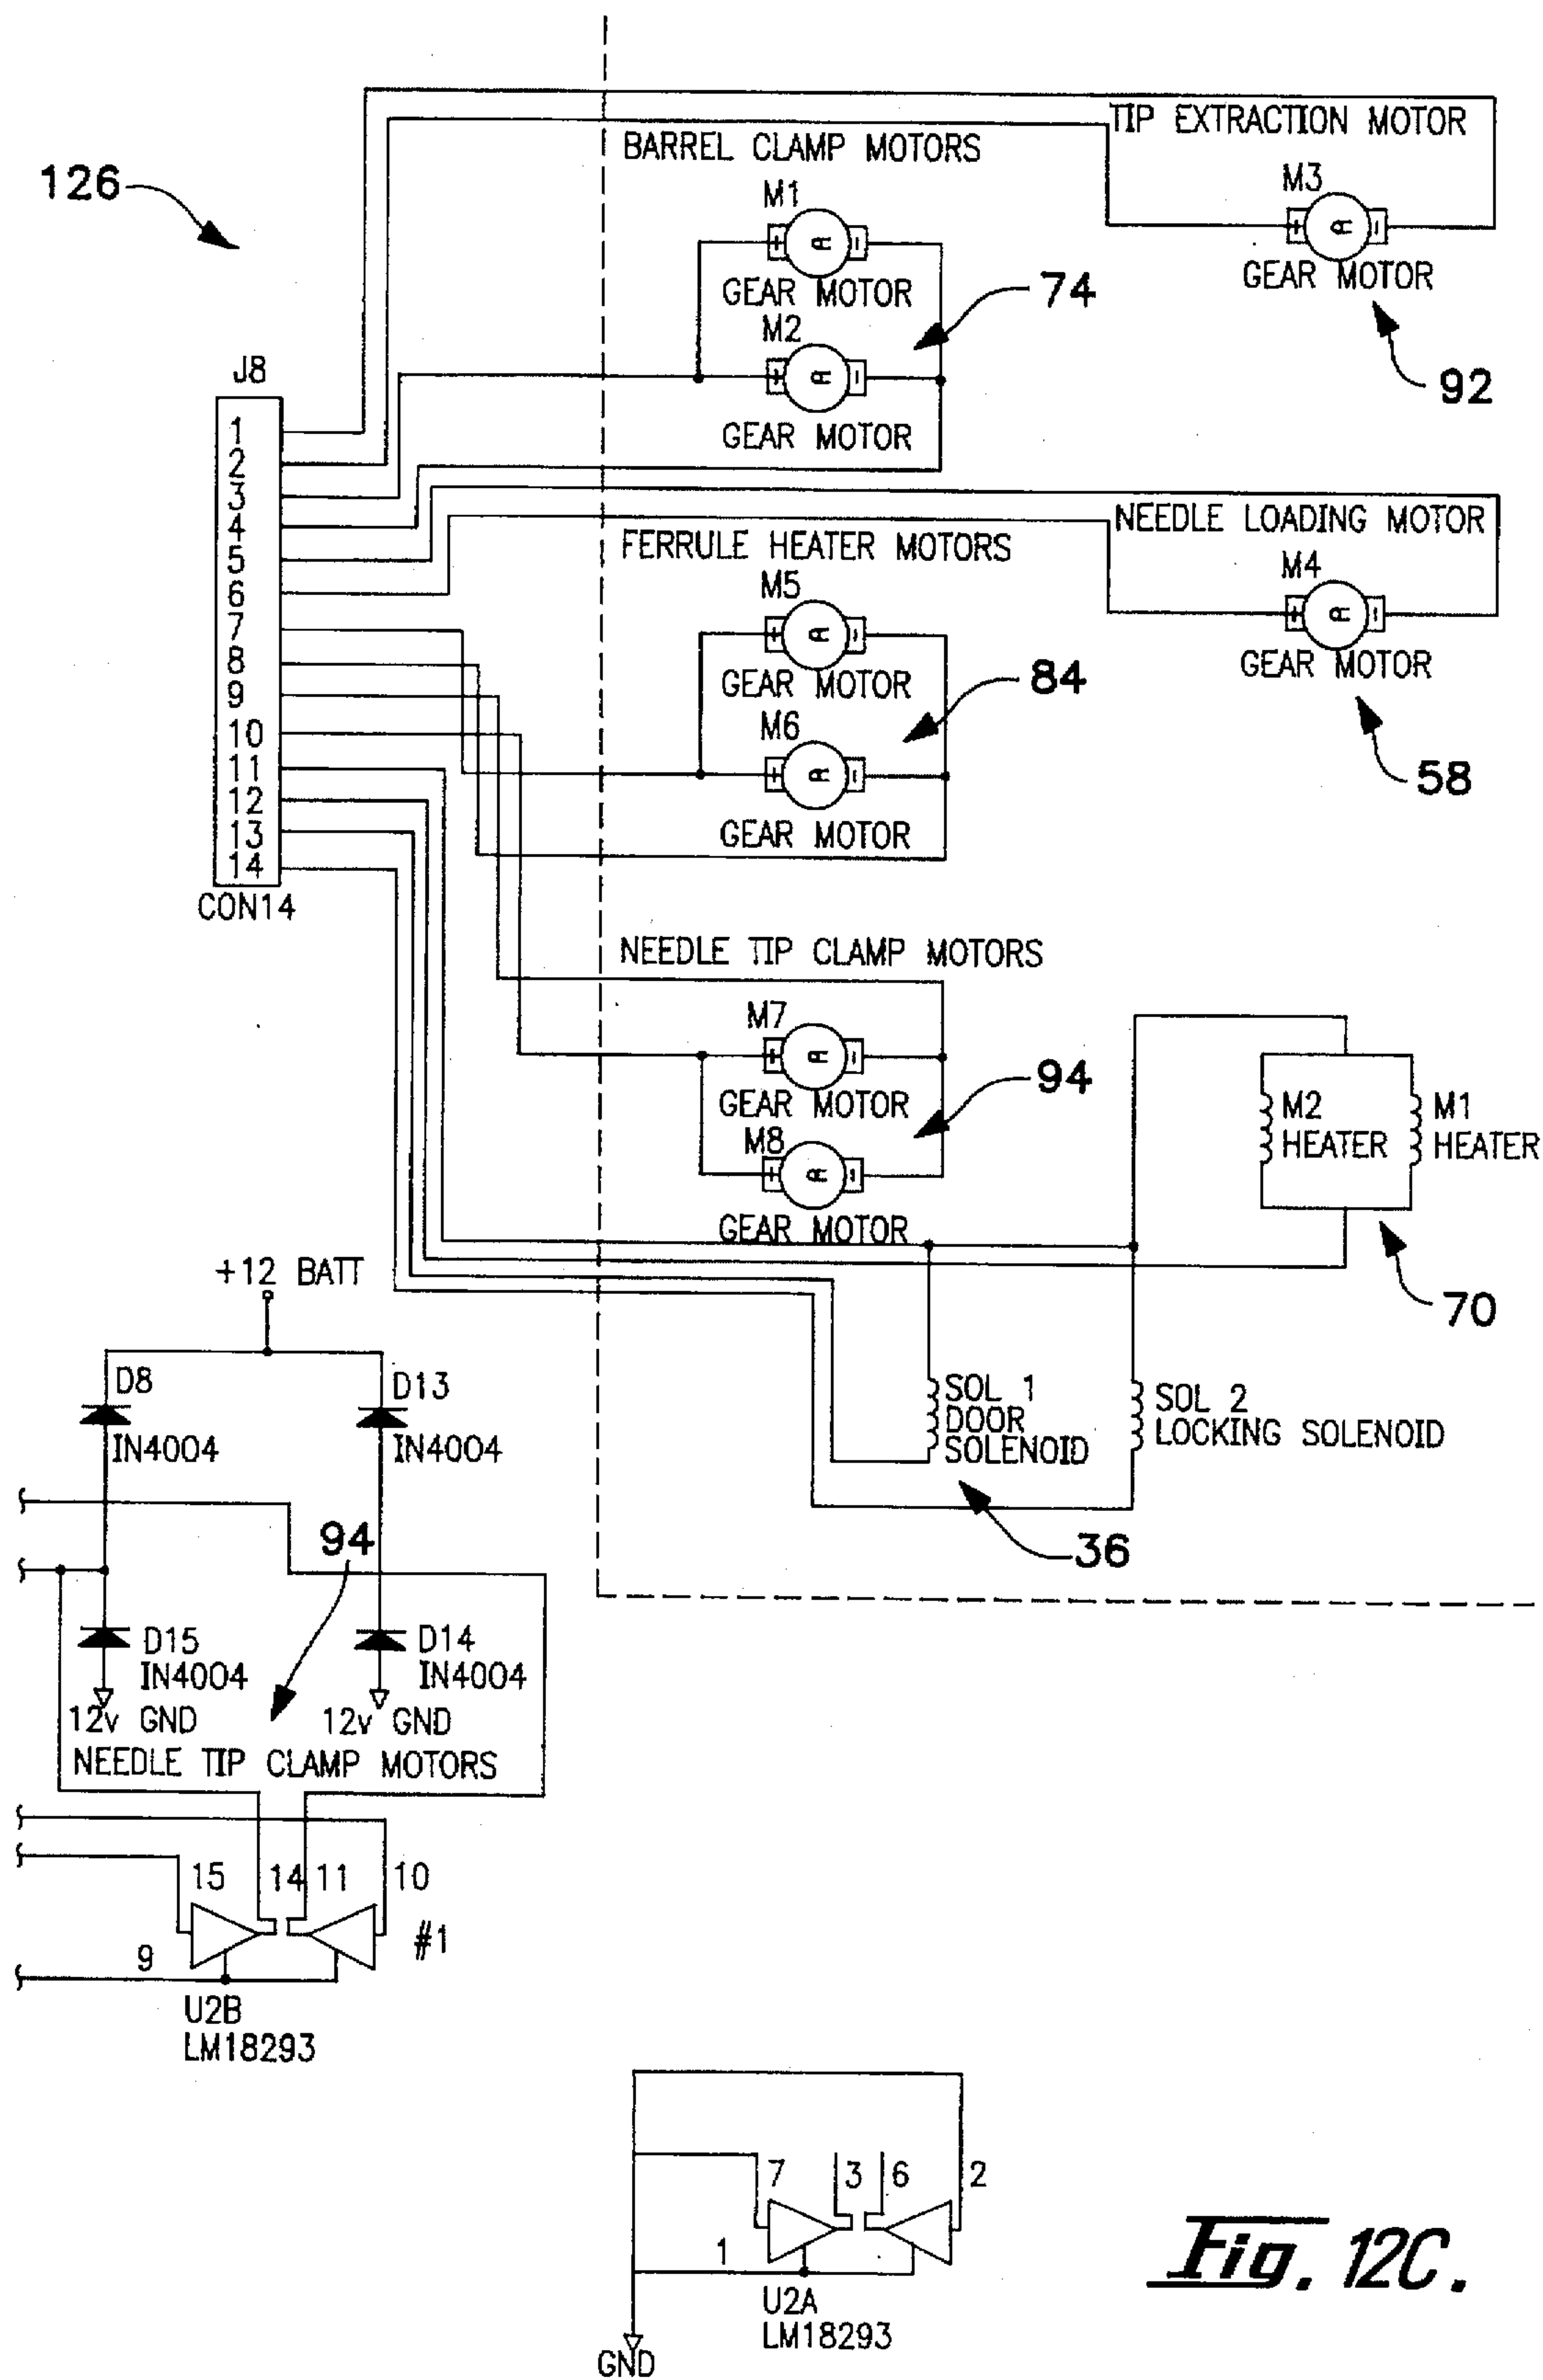 TIP EXTRACTION MOTOR
BARREL CLAMP MOTORS
126
M1
M3
+ A -
+ A -
GEAR MOTOR
GEAR MOTOR
74
M2
+ A -
92
J8
GEAR MOTOR
1
2
3
4
5
6
7
8
9
10
11
12
13
14
CON14
NEEDLE LOADING MOTOR
FERRULE HEATER MOTORS
M4
M5
+ A -
+ A -
GEAR MOTOR
GEAR MOTOR
84
M6
58
+ A -
GEAR MOTOR
NEEDLE TIP CLAMP MOTORS
M7
+ A -
94
GEAR MOTOR
M8
+ A -
GEAR MOTOR
M2
HEATER
M1
HEATER
70
SOL 1
DOOR
SOLENOID
SOL 2
LOCKING SOLENOID
36
+12 BATT
D8
IN4004
D13
IN4004
94
D15
IN4004
D14
IN4004
12v GND
12v GND
NEEDLE TIP CLAMP MOTORS
15 14 11 10
#1
9
U2B
LM18293
7 3 6 2
1
U2A
LM18293
GND
Fig. 12C.